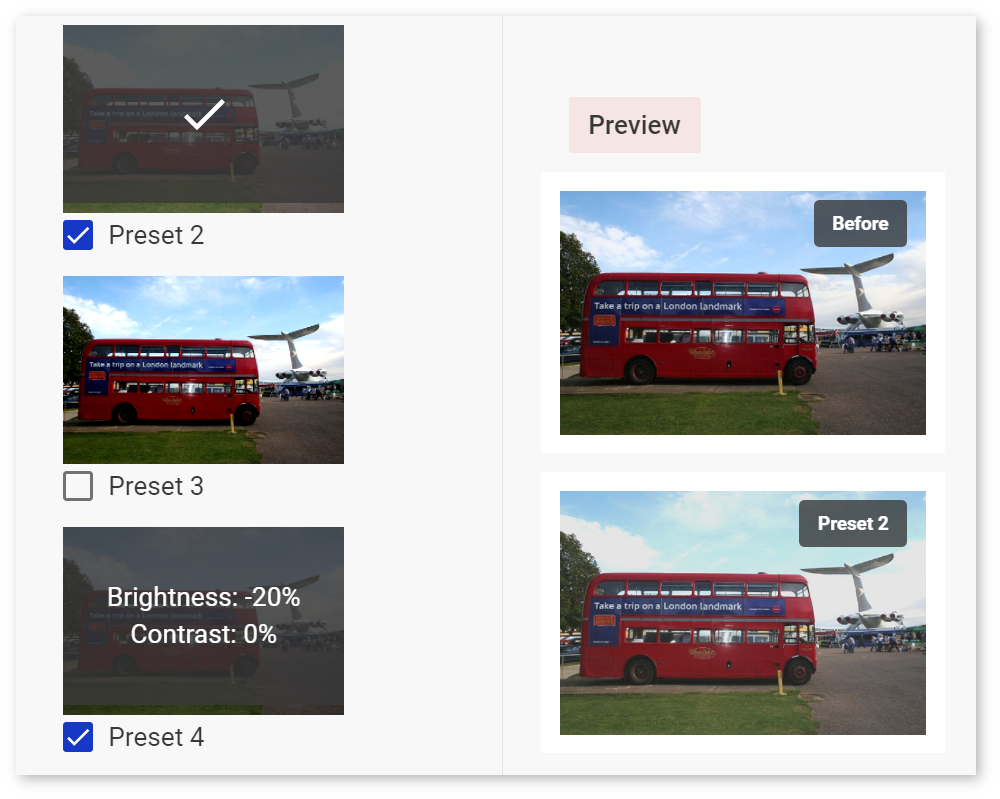 Take a trip on a London landmark
Preset 2
Take a trip on a London landmark
Preset 3
Brightness: -20%
Contrast: 0%
Preset 4
Preview
Before
Take a trip on a London landmark
Preset 2
Take a trip on a London landmark